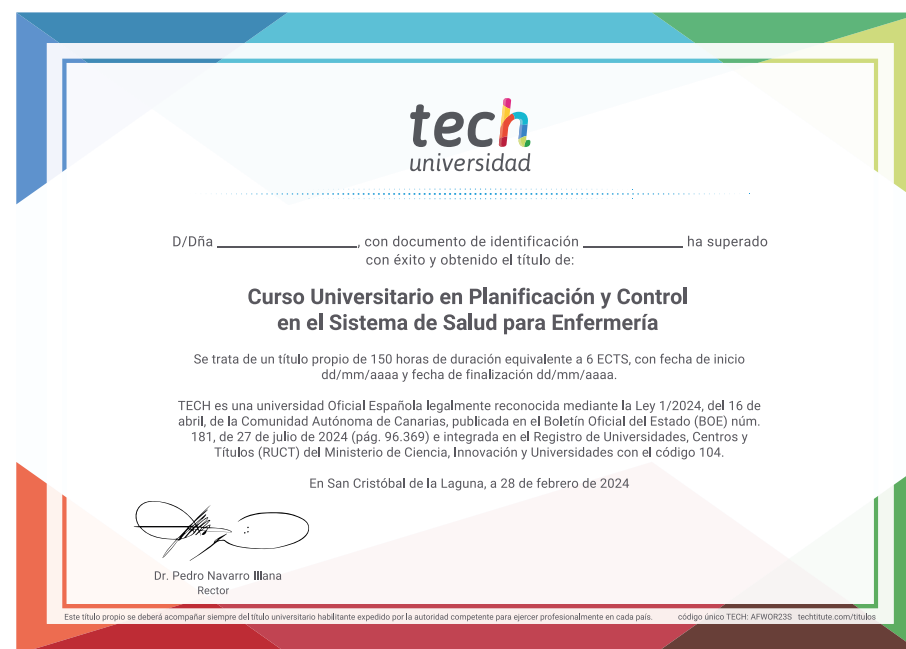 tech
universidad
D/Dña ____________________, con documento de identificación ______________ ha superado
con éxito y obtenido el título de:
Curso Universitario en Planificación y Control
en el Sistema de Salud para Enfermería
Se trata de un título propio de 150 horas de duración equivalente a 6 ECTS, con fecha de inicio
dd/mm/aaaa y fecha de finalización dd/mm/aaaa.
TECH es una universidad Oficial Española legalmente reconocida mediante la Ley 1/2024, del 16 de
abril, de la Comunidad Autónoma de Canarias, publicada en el Boletín Oficial del Estado (BOE) núm.
181, de 27 de julio de 2024 (pág. 96.369) e integrada en el Registro de Universidades, Centros y
Títulos (RUCT) del Ministerio de Ciencia, Innovación y Universidades con el código 104.
En San Cristóbal de la Laguna, a 28 de febrero de 2024
Dr. Pedro Navarro Illana
Rector
Este título propio se deberá acompañar siempre del título universitario habilitante expedido por la autoridad competente para ejercer profesionalmente en cada país. código único TECH: AFWOR23S techtitute.com/titulos